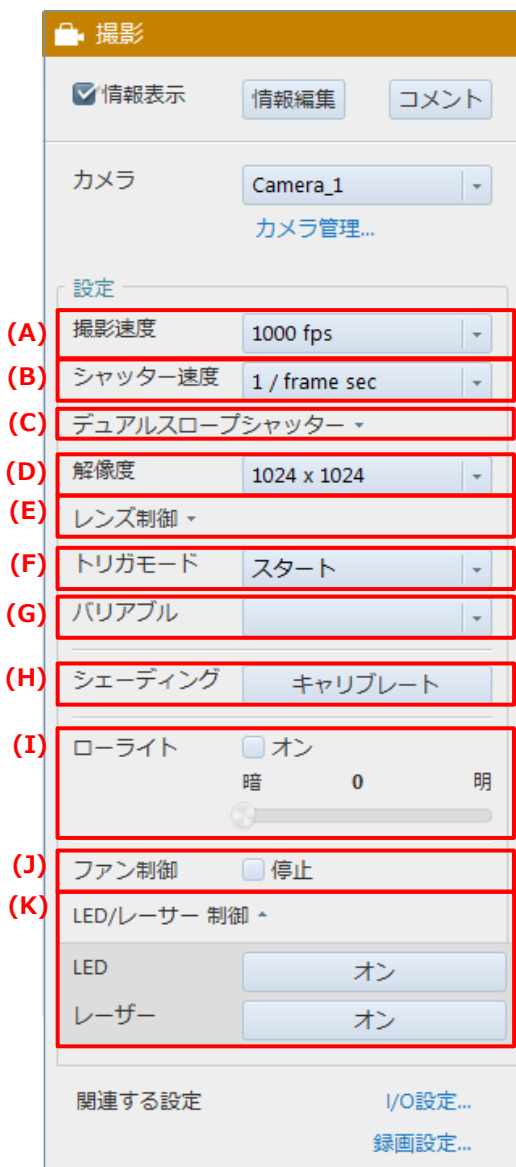 撮影
情報表示 情報編集 コメント
カメラ Camera_1
カメラ管理...
設定
(A) 撮影速度 1000 fps
(B) シャッター速度 1 / frame sec
(C) デュアルスロープシャッター
(D) 解像度 1024 x 1024
(E) レンズ制御
(F) トリガモード スタート
(G) バリアブル
(H) シェーディング キャリブレート
(I) ローライト オン
暗 0 明
(J) ファン制御 停止
(K) LED/レーザー 制御
LED オン
レーザー オン
関連する設定 I/O設定...
録画設定...